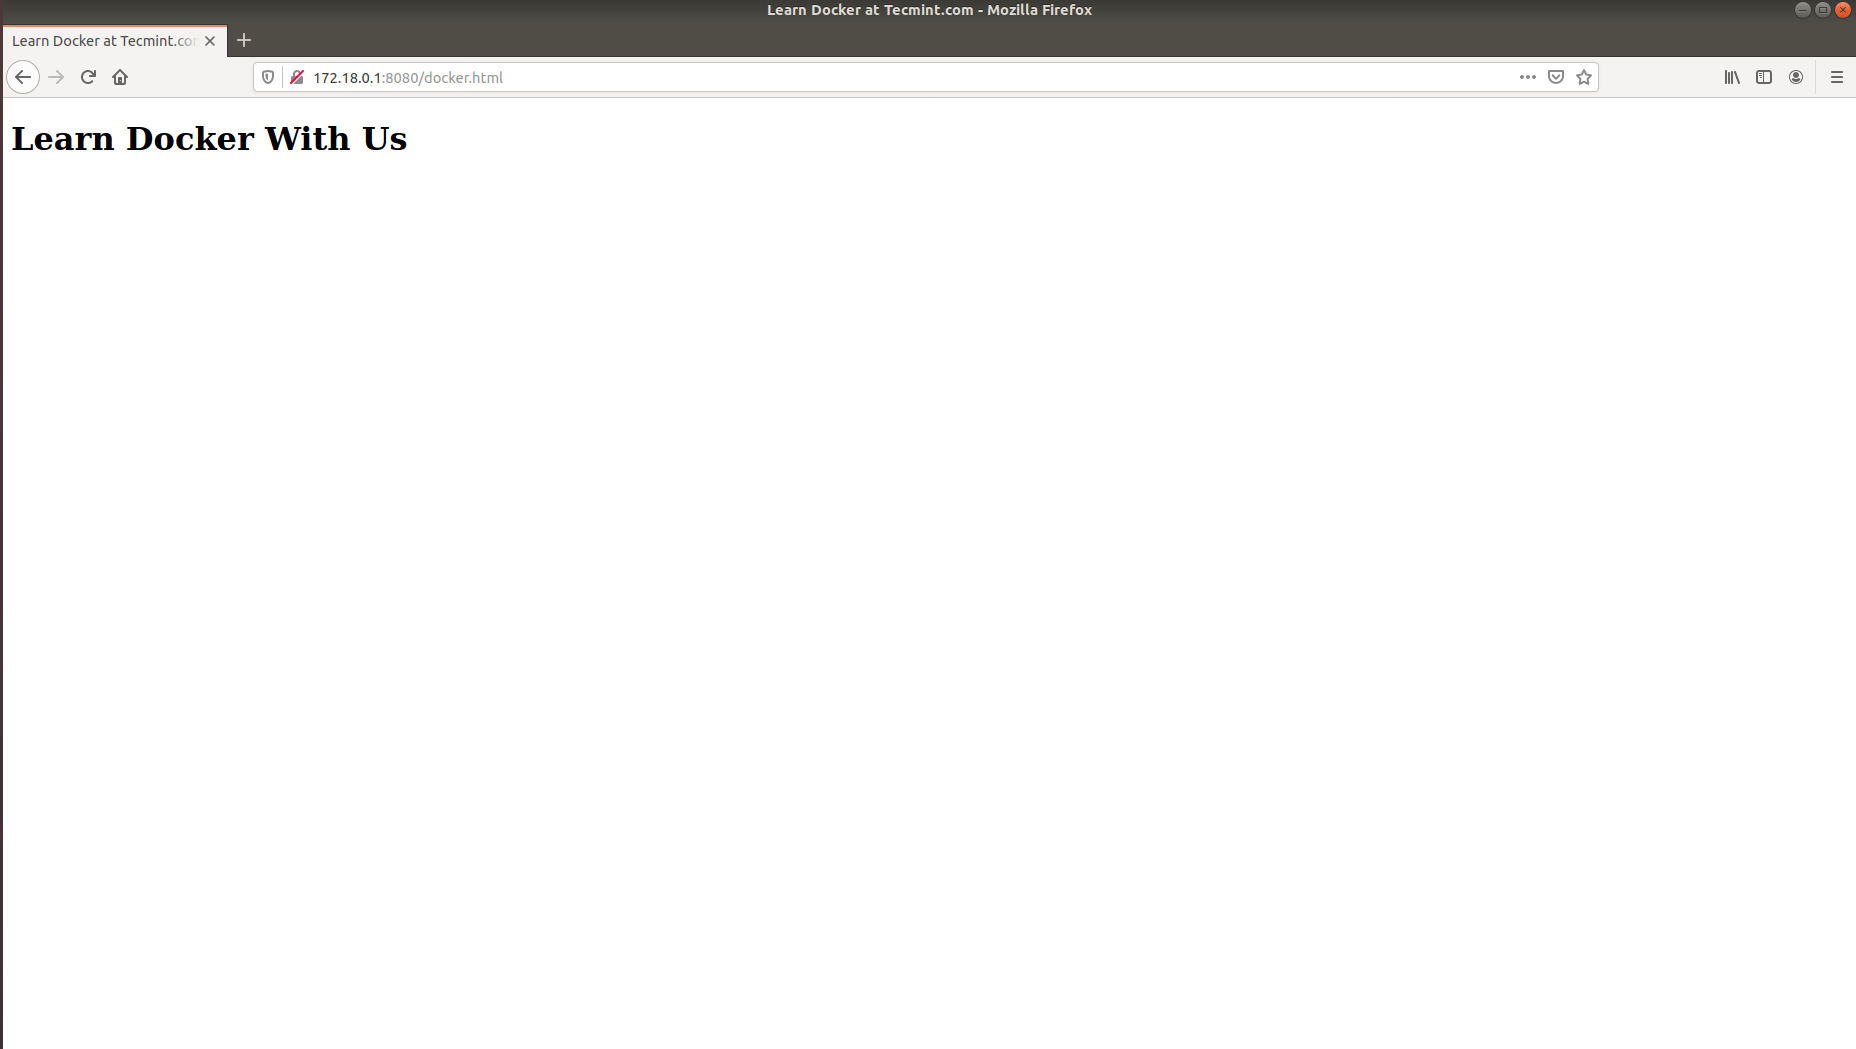 Learn Docker at Tecmint.com - Mozilla Firefox
Learn Docker at Tecmint.com
172.18.0.1:8080/docker.html
Learn Docker With Us